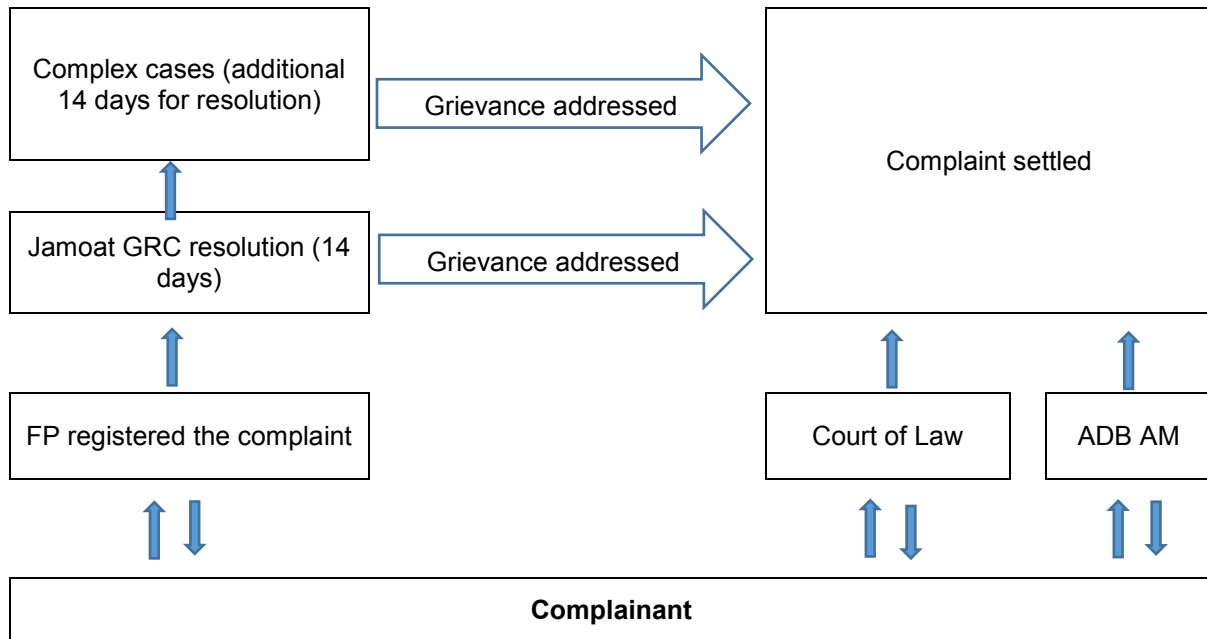 Complex cases (additional
14 days for resolution)
Grievance addressed
Complaint settled
Jamoat GRC resolution (14
days)
Grievance addressed
FP registered the complaint
Court of Law
ADB AM
Complainant